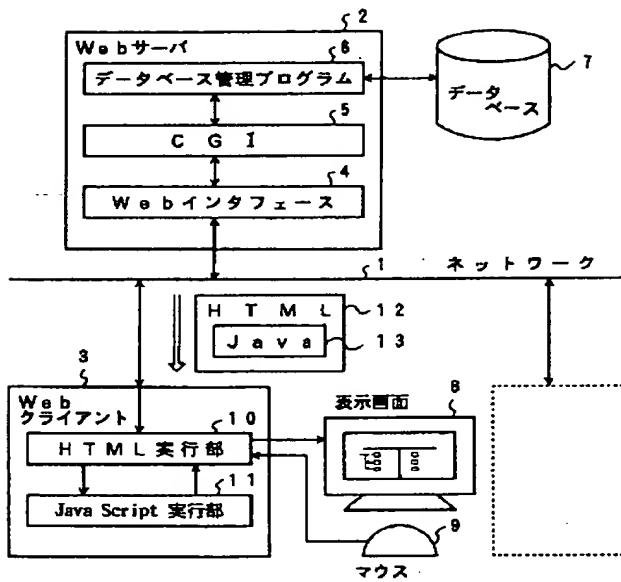 2
Webサーバ
6
データベース管理プログラム
7
データ
ベース
5
CGI
4
Webインタフェース
1
ネットワーク
HTML
12
Java
13
3
Web
クライアント
10
HTML実行部
11
Java Script 実行部
表示画面
8
9
マウス